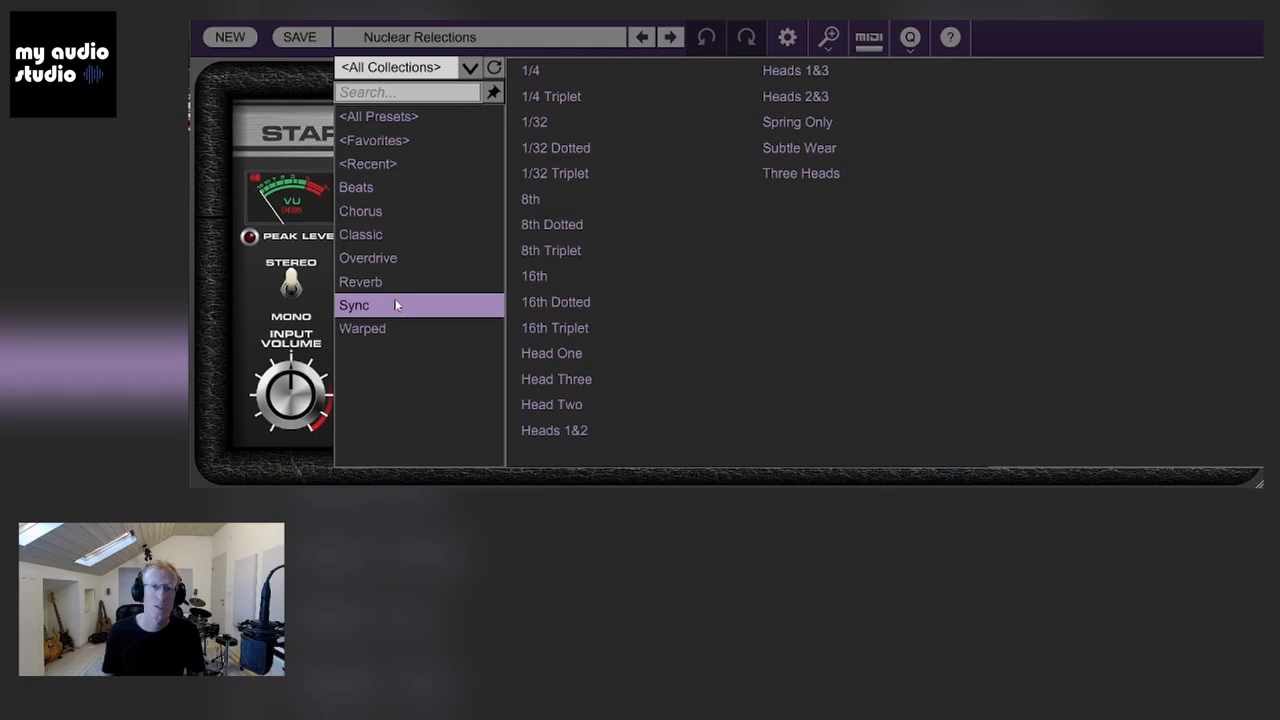 my audio
studio
NEW
SAVE
Nuclear Relections
MIDI
Q
?
<All Collections>
Search...
<All Presets>
<Favorites>
<Recent>
Beats
Chorus
Classic
Overdrive
Reverb
Sync
Warped
1/4
1/4 Triplet
1/32
1/32 Dotted
1/32 Triplet
8th
8th Dotted
8th Triplet
16th
16th Dotted
16th Triplet
Head One
Head Three
Head Two
Heads 1&2
Heads 1&3
Heads 2&3
Spring Only
Subtle Wear
Three Heads
STAR
VU
PEAK LEVE
STEREO
MONO
INPUT
VOLUME